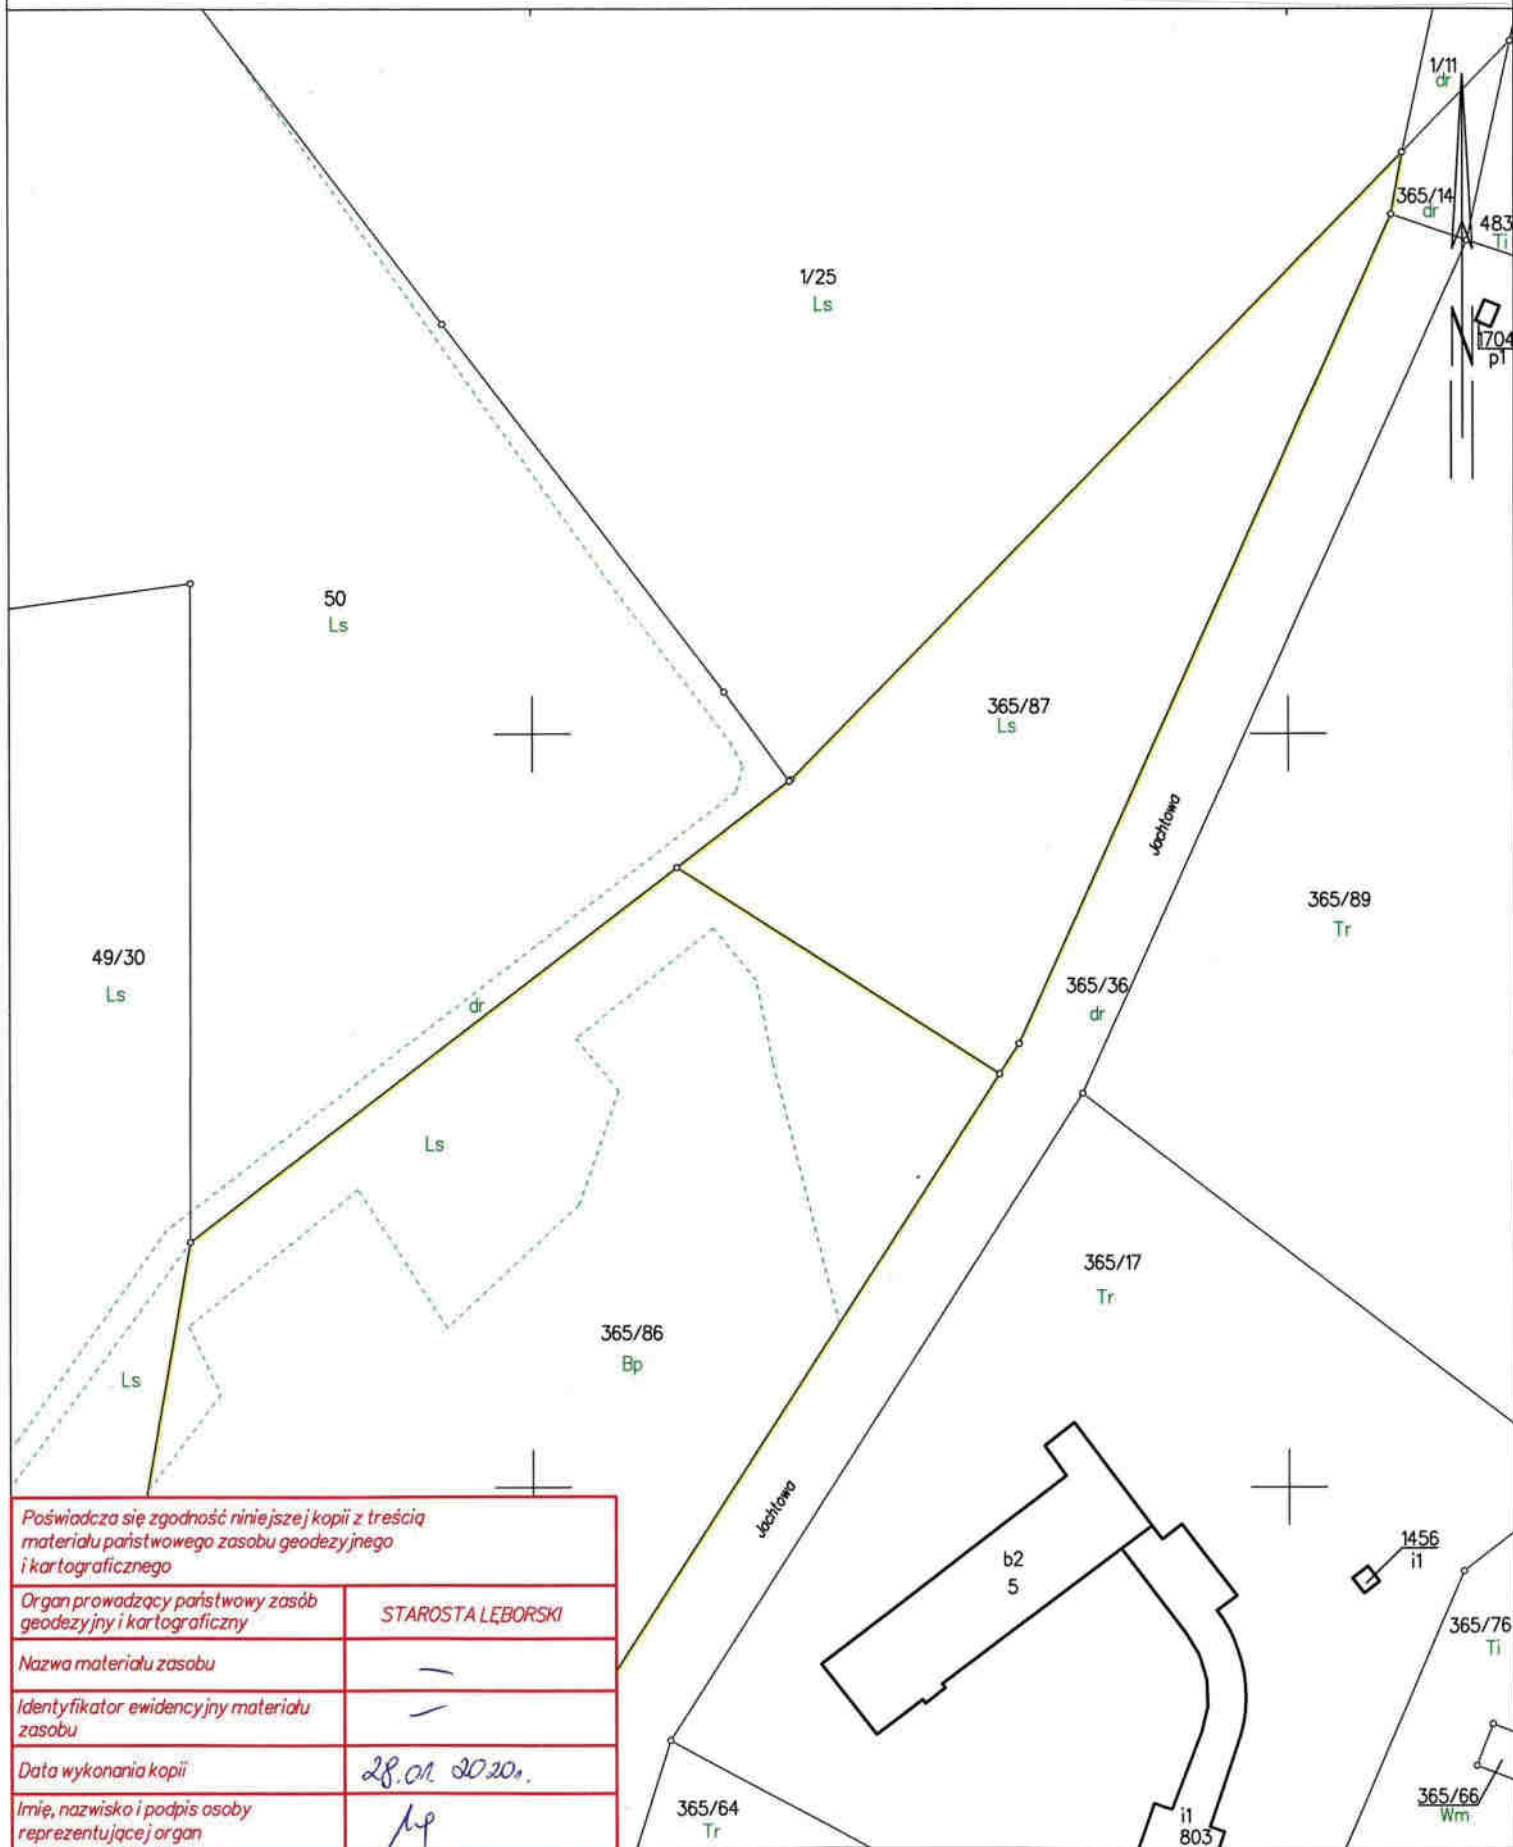 1/11
dr
365/14
dr
483
Ti
1/25
Ls
N
1704
p1
50
Ls
365/87
Ls
Jachtowa
365/89
Tr
49/30
Ls
365/36
dr
dr
Ls
365/17
Tr
365/86
Bp
Ls
Jachtowa
b2
5
1456
i1
365/76
Ti
365/66
Wm
365/64
Tr
i1
803
Poświadcza się zgodność niniejszej kopii z treścią
materiału państwowego zasobu geodezyjnego
i kartograficznego
Organ prowadzący państwowy zasób
geodezyjny i kartograficzny
STAROSTA LĘBORSKI
Nazwa materiału zasobu
—
Identyfikator ewidencyjny materiału
zasobu
—
Data wykonania kopii
28.01.2020r.
Imię, nazwisko i podpis osoby
reprezentującej organ